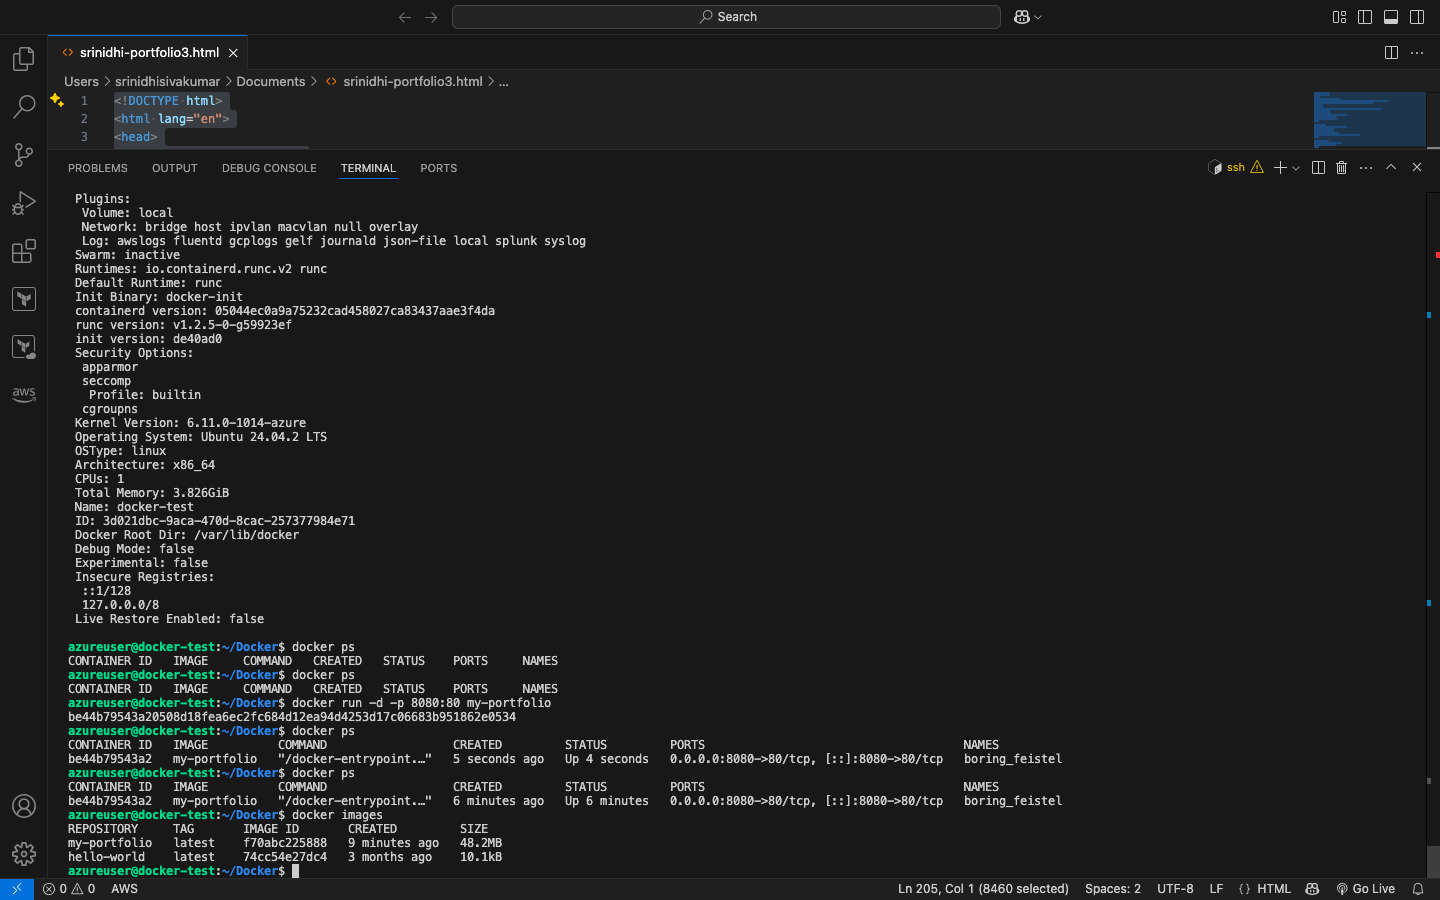 Search
srinidhi-portfolio3.html
Users > srinidhisivakumar > Documents > <> srinidhi-portfolio3.html > ...
1 <!DOCTYPE html>
2 <html lang="en">
3 <head>
PROBLEMS OUTPUT DEBUG CONSOLE TERMINAL PORTS
ssh
Plugins:
Volume: local
Network: bridge host ipvlan macvlan null overlay
Log: awslogs fluentd gcplogs gelf journald json-file local splunk syslog
Swarm: inactive
Runtimes: io.containerd.runc.v2 runc
Default Runtime: runc
Init Binary: docker-init
containerd version: 05044ec0a9a75232cad458027ca83437aae3f4da
runc version: v1.2.5-0-g59923ef
init version: de40ad0
Security Options:
apparmor
seccomp
Profile: builtin
cgroupns
Kernel Version: 6.11.0-1014-azure
Operating System: Ubuntu 24.04.2 LTS
OSType: linux
Architecture: x86_64
CPUs: 1
Total Memory: 3.826GiB
Name: docker-test
ID: 3d021dbc-9aca-470d-8cac-257377984e71
Docker Root Dir: /var/lib/docker
Debug Mode: false
Experimental: false
Insecure Registries:
::1/128
127.0.0.0/8
Live Restore Enabled: false
azureuser@docker-test:~/Docker$ docker ps
CONTAINER ID IMAGE COMMAND CREATED STATUS PORTS NAMES
azureuser@docker-test:~/Docker$ docker ps
CONTAINER ID IMAGE COMMAND CREATED STATUS PORTS NAMES
azureuser@docker-test:~/Docker$ docker run -d -p 8080:80 my-portfolio
be44b79543a20508d18fea6ec2fc684d12ea94d4253d17c06683b951862e0534
azureuser@docker-test:~/Docker$ docker ps
CONTAINER ID IMAGE COMMAND CREATED STATUS PORTS NAMES
be44b79543a2 my-portfolio "/docker-entrypoint.…" 5 seconds ago Up 4 seconds 0.0.0.0:8080->80/tcp, [::]:8080->80/tcp boring_feistel
azureuser@docker-test:~/Docker$ docker ps
CONTAINER ID IMAGE COMMAND CREATED STATUS PORTS NAMES
be44b79543a2 my-portfolio "/docker-entrypoint.…" 6 minutes ago Up 6 minutes 0.0.0.0:8080->80/tcp, [::]:8080->80/tcp boring_feistel
azureuser@docker-test:~/Docker$ docker images
REPOSITORY TAG IMAGE ID CREATED SIZE
my-portfolio latest f70abc225888 9 minutes ago 48.2MB
hello-world latest 74cc54e27dc4 3 months ago 10.1kB
azureuser@docker-test:~/Docker$
aws
0 0 AWS Ln 205, Col 1 (8460 selected) Spaces: 2 UTF-8 LF {} HTML Go Live